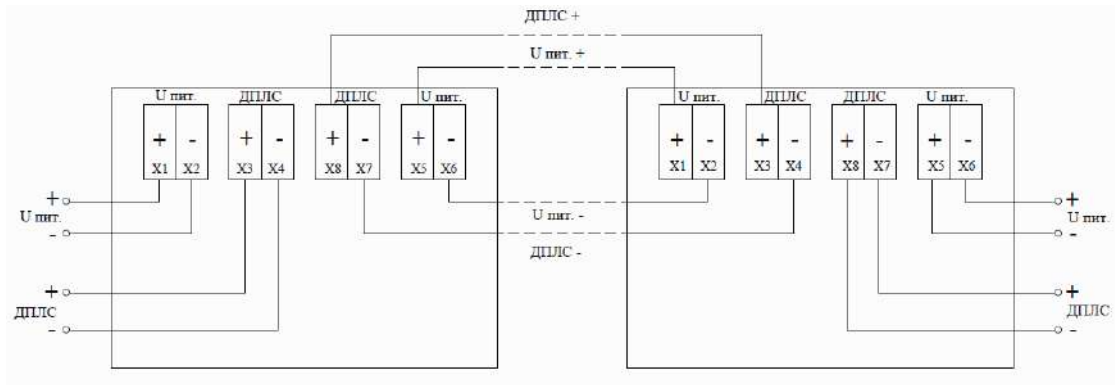 ДПЛС +
U пит. +
U пит. ДПЛС ДПЛС U пит.
+ - + - + - + -
X1 X2 X3 X4 X8 X7 X5 X6
U пит. ДПЛС ДПЛС U пит.
+ - + - + - + -
X1 X2 X3 X4 X8 X7 X5 X6
+
U пит.
-
+
ДПЛС
-
U пит. -
ДПЛС -
+
U пит.
-
+
ДПЛС
-